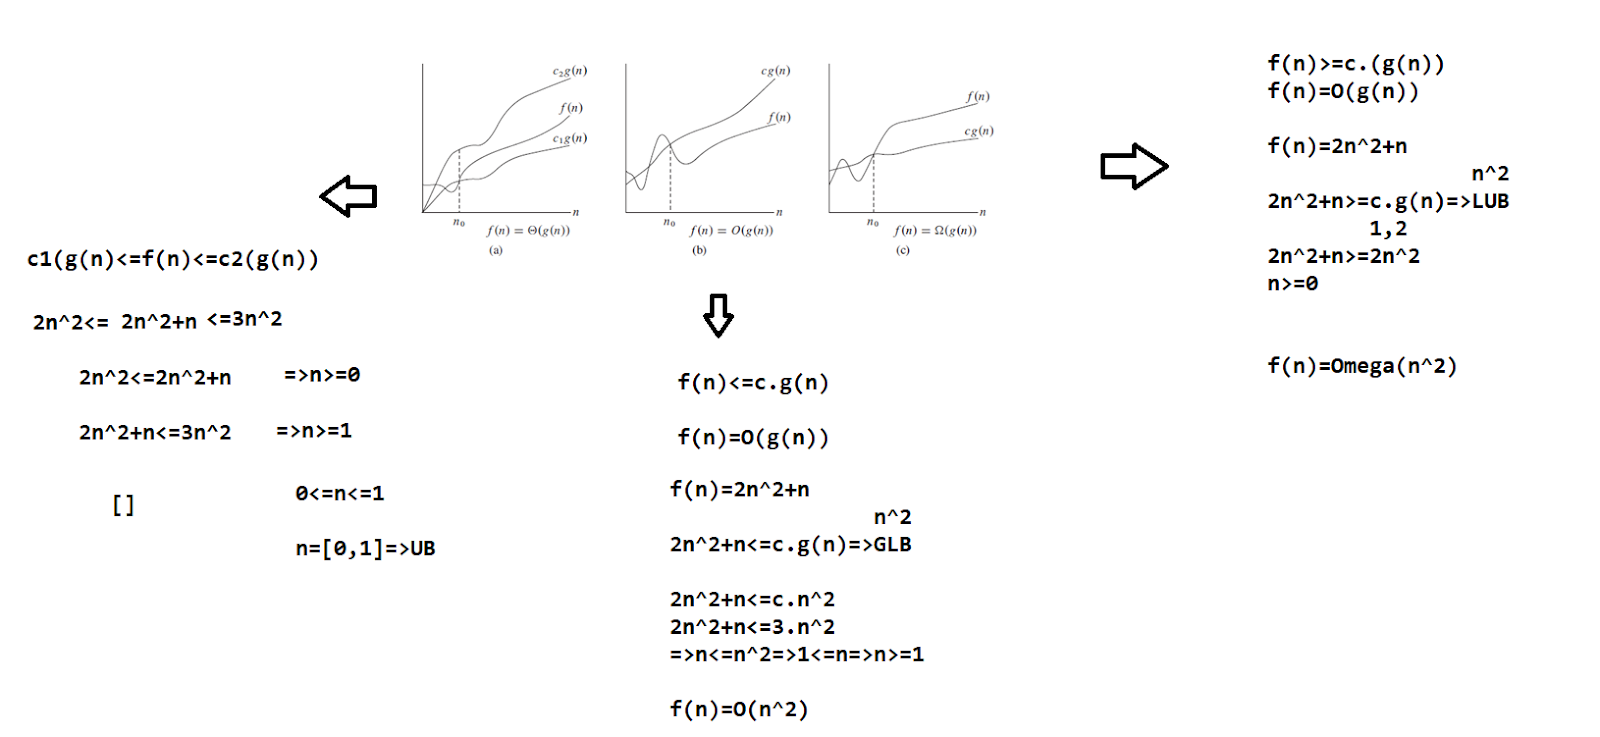 c₂g(n)
f(n)
c₁g(n)
n
n₀
f(n) = Θ(g(n))
(a)
cg(n)
f(n)
n
n₀
f(n) = O(g(n))
(b)
f(n)
cg(n)
n
n₀
f(n) = Ω(g(n))
(c)
c1(g(n)<=f(n)<=c2(g(n))
2n^2<= 2n^2+n <=3n^2
2n^2<=2n^2+n =>n>=0
2n^2+n<=3n^2 =>n>=1
[]
0<=n<=1
n=[0,1]=>UB
f(n)<=c.g(n)
f(n)=O(g(n))
f(n)=2n^2+n
n^2
2n^2+n<=c.g(n)=>GLB
2n^2+n<=c.n^2
2n^2+n<=3.n^2
=>n<=n^2=>1<=n=>n>=1
f(n)=O(n^2)
f(n)>=c.(g(n))
f(n)=O(g(n))
f(n)=2n^2+n
n^2
2n^2+n>=c.g(n)=>LUB
1,2
2n^2+n>=2n^2
n>=0
f(n)=Omega(n^2)